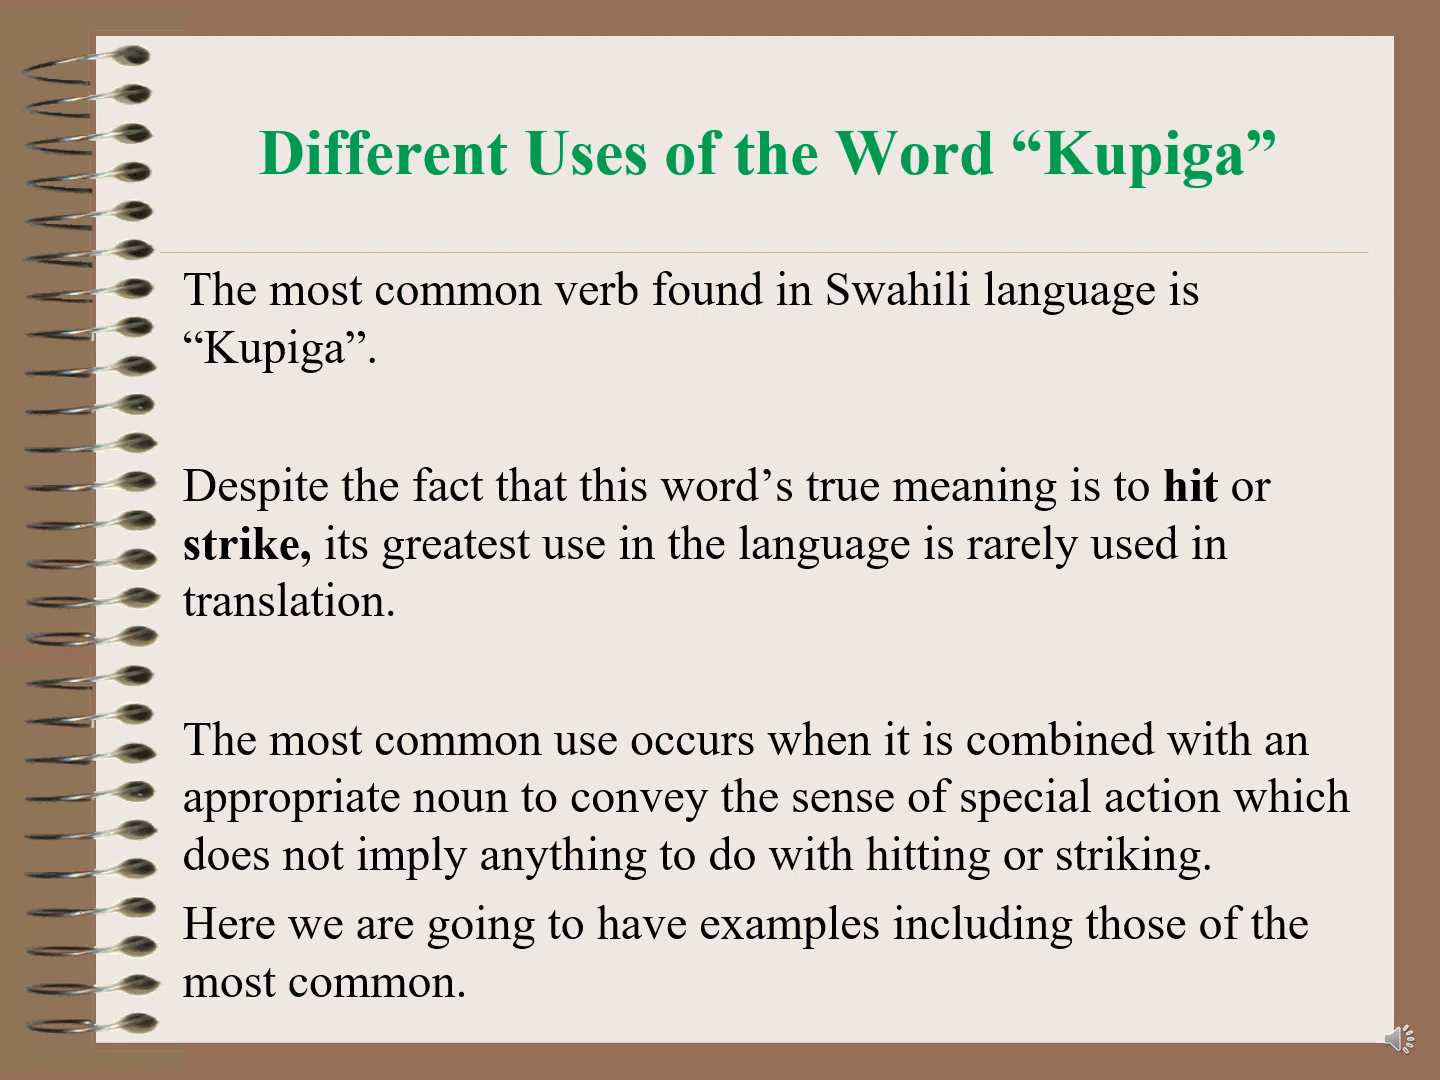 Different Uses of the Word “Kupiga”
The most common verb found in Swahili language is
“Kupiga”.
Despite the fact that this word’s true meaning is to hit or
strike, its greatest use in the language is rarely used in
translation.
The most common use occurs when it is combined with an
appropriate noun to convey the sense of special action which
does not imply anything to do with hitting or striking.
Here we are going to have examples including those of the
most common.